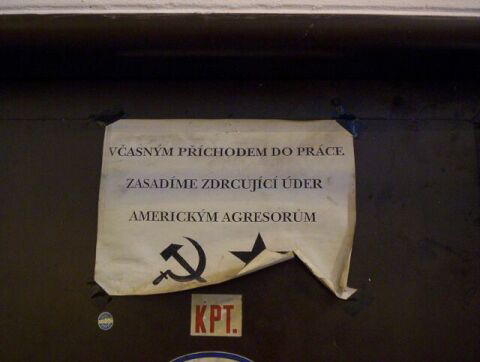 VČASNÝM PŘÍCHODEM DO PRÁCE
ZASADÍME ZDRCUJÍCÍ ÚDER
AMERICKÝM AGRESORŮM
KPT.